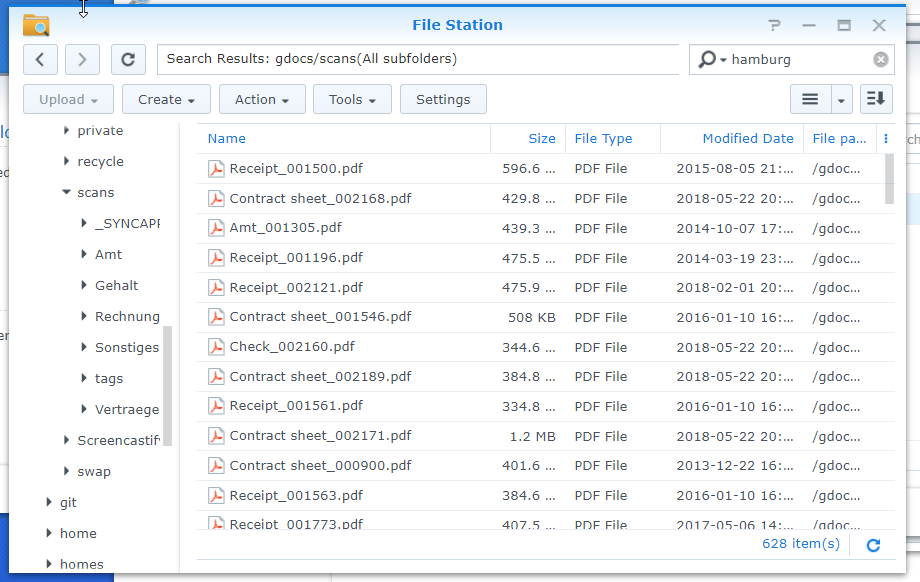 File Station
Search Results: gdocs/scans(All subfolders)
hamburg
Upload Create Action Tools Settings
private
recycle
scans
_SYNCAPP
Amt
Gehalt
Rechnung
Sonstiges
tags
Vertraege
Screencastif
swap
git
home
homes
Name Size File Type Modified Date File pa...
Receipt_001500.pdf 596.6 ... PDF File 2015-08-05 21:... /gdoc...
Contract sheet_002168.pdf 429.8 ... PDF File 2018-05-22 20:... /gdoc...
Amt_001305.pdf 439.3 ... PDF File 2014-10-07 17:... /gdoc...
Receipt_001196.pdf 475.5 ... PDF File 2014-03-19 23:... /gdoc...
Receipt_002121.pdf 475.9 ... PDF File 2018-02-01 20:... /gdoc...
Contract sheet_001546.pdf 508 KB PDF File 2016-01-10 16:... /gdoc...
Check_002160.pdf 344.6 ... PDF File 2018-05-22 20:... /gdoc...
Contract sheet_002189.pdf 384.8 ... PDF File 2018-05-22 20:... /gdoc...
Receipt_001561.pdf 334.8 ... PDF File 2016-01-10 16:... /gdoc...
Contract sheet_002171.pdf 1.2 MB PDF File 2018-05-22 20:... /gdoc...
Contract sheet_000900.pdf 401.6 ... PDF File 2013-12-22 16:... /gdoc...
Receipt_001563.pdf 384.6 ... PDF File 2016-01-10 16:... /gdoc...
Receipt_001773.pdf 407.5 ... PDF File 2017-05-06 14:... /gdoc...
628 item(s)